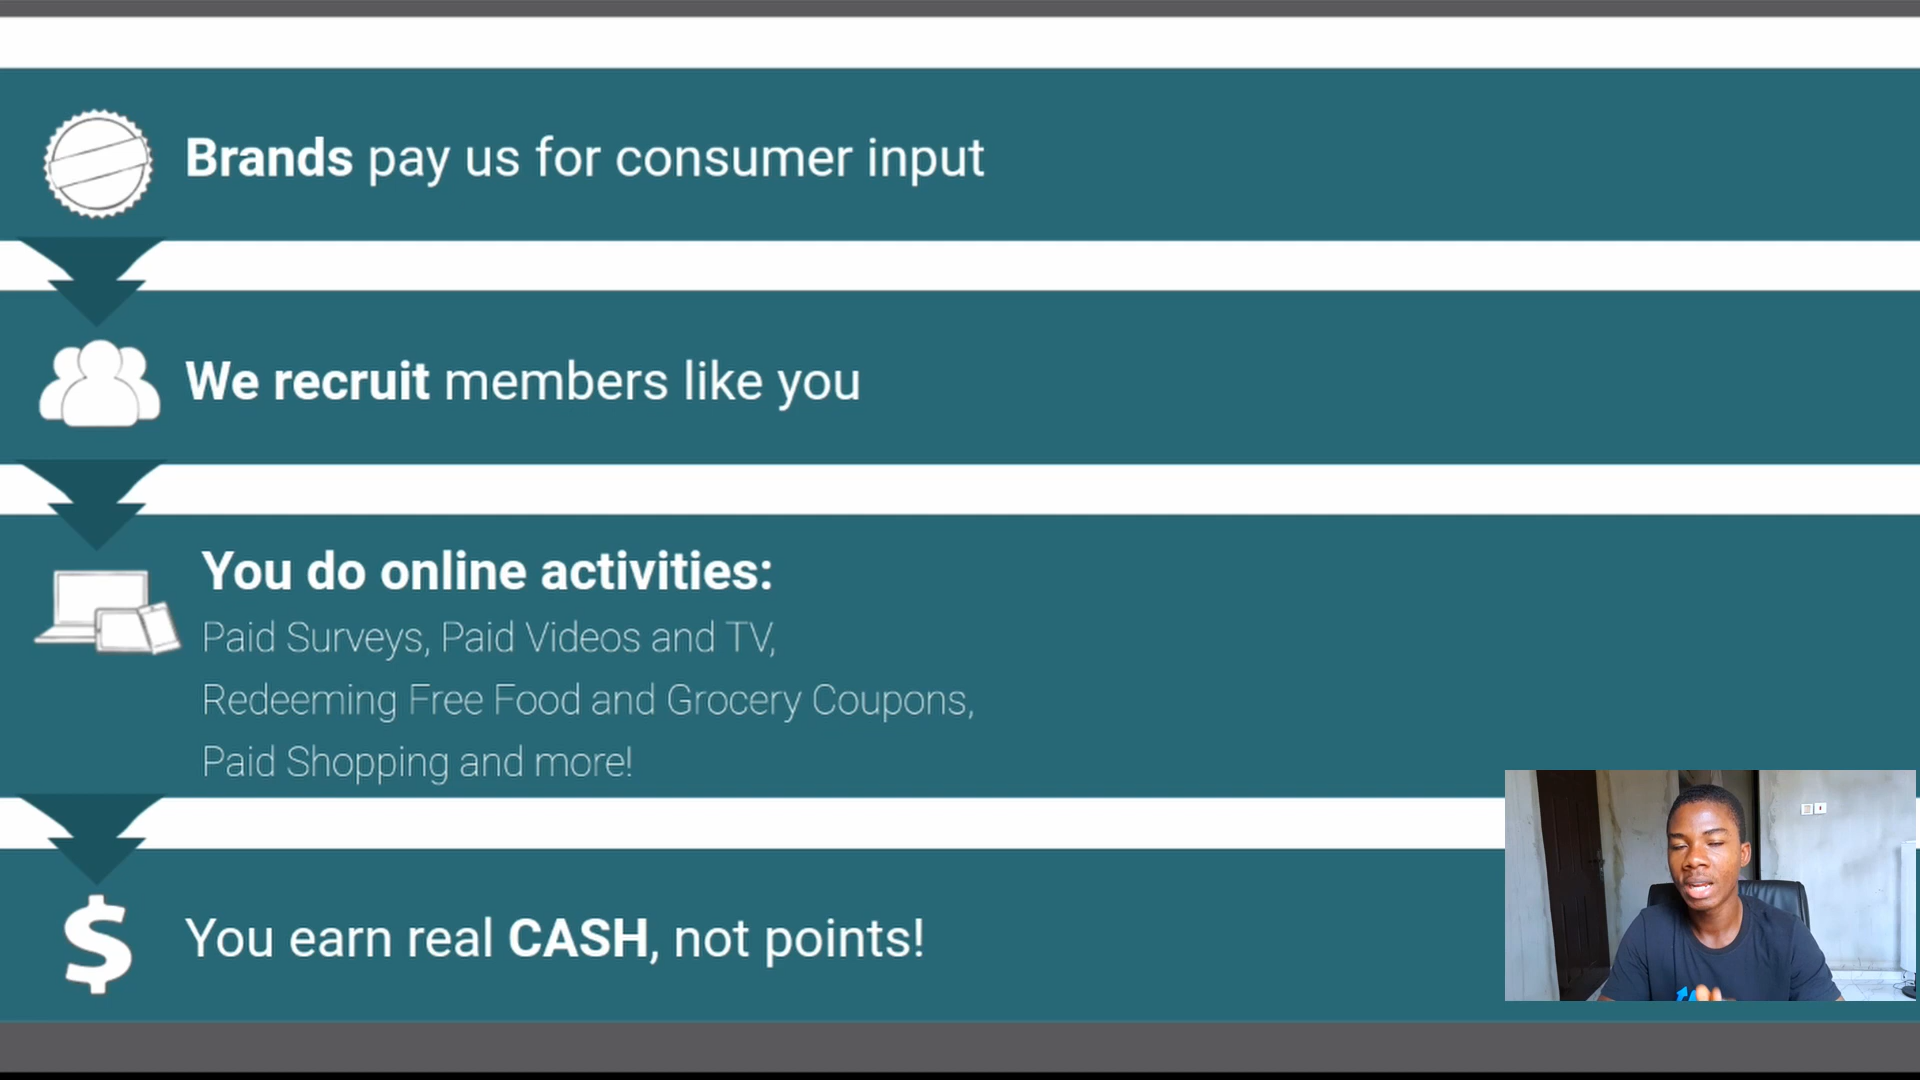 Brands pay us for consumer input
We recruit members like you
You do online activities:
Paid Surveys, Paid Videos and TV,
Redeeming Free Food and Grocery Coupons,
Paid Shopping and more!
You earn real CASH, not points!